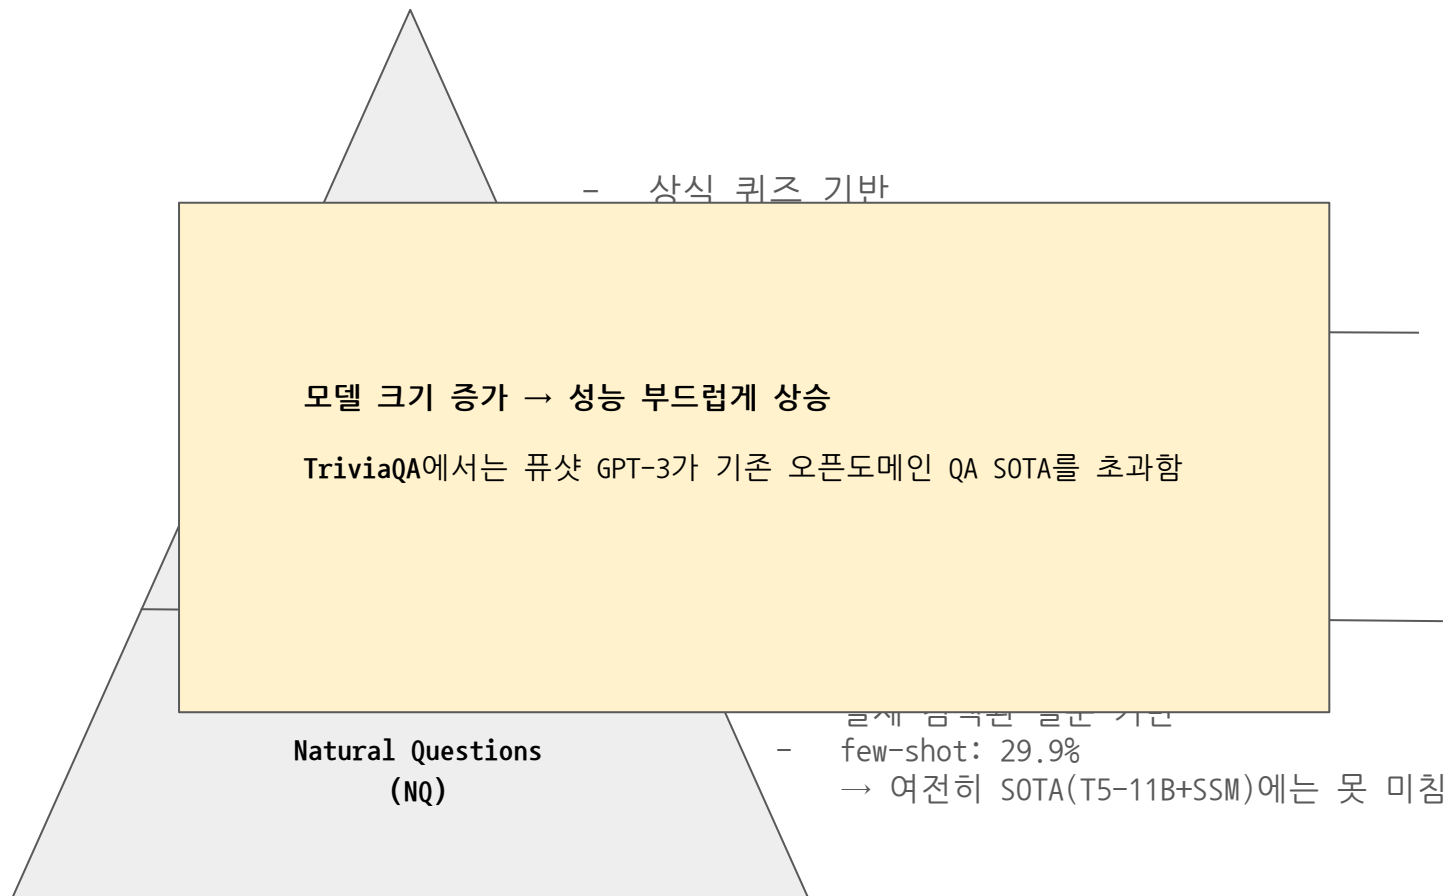 - 상식 퀴즈 기반
모델 크기 증가 → 성능 부드럽게 상승
TriviaQA에서는 퓨샷 GPT-3가 기존 오픈도메인 QA SOTA를 초과함
Natural Questions
(NQ)
- few-shot: 29.9%
→ 여전히 SOTA(T5-11B+SSM)에는 못 미침